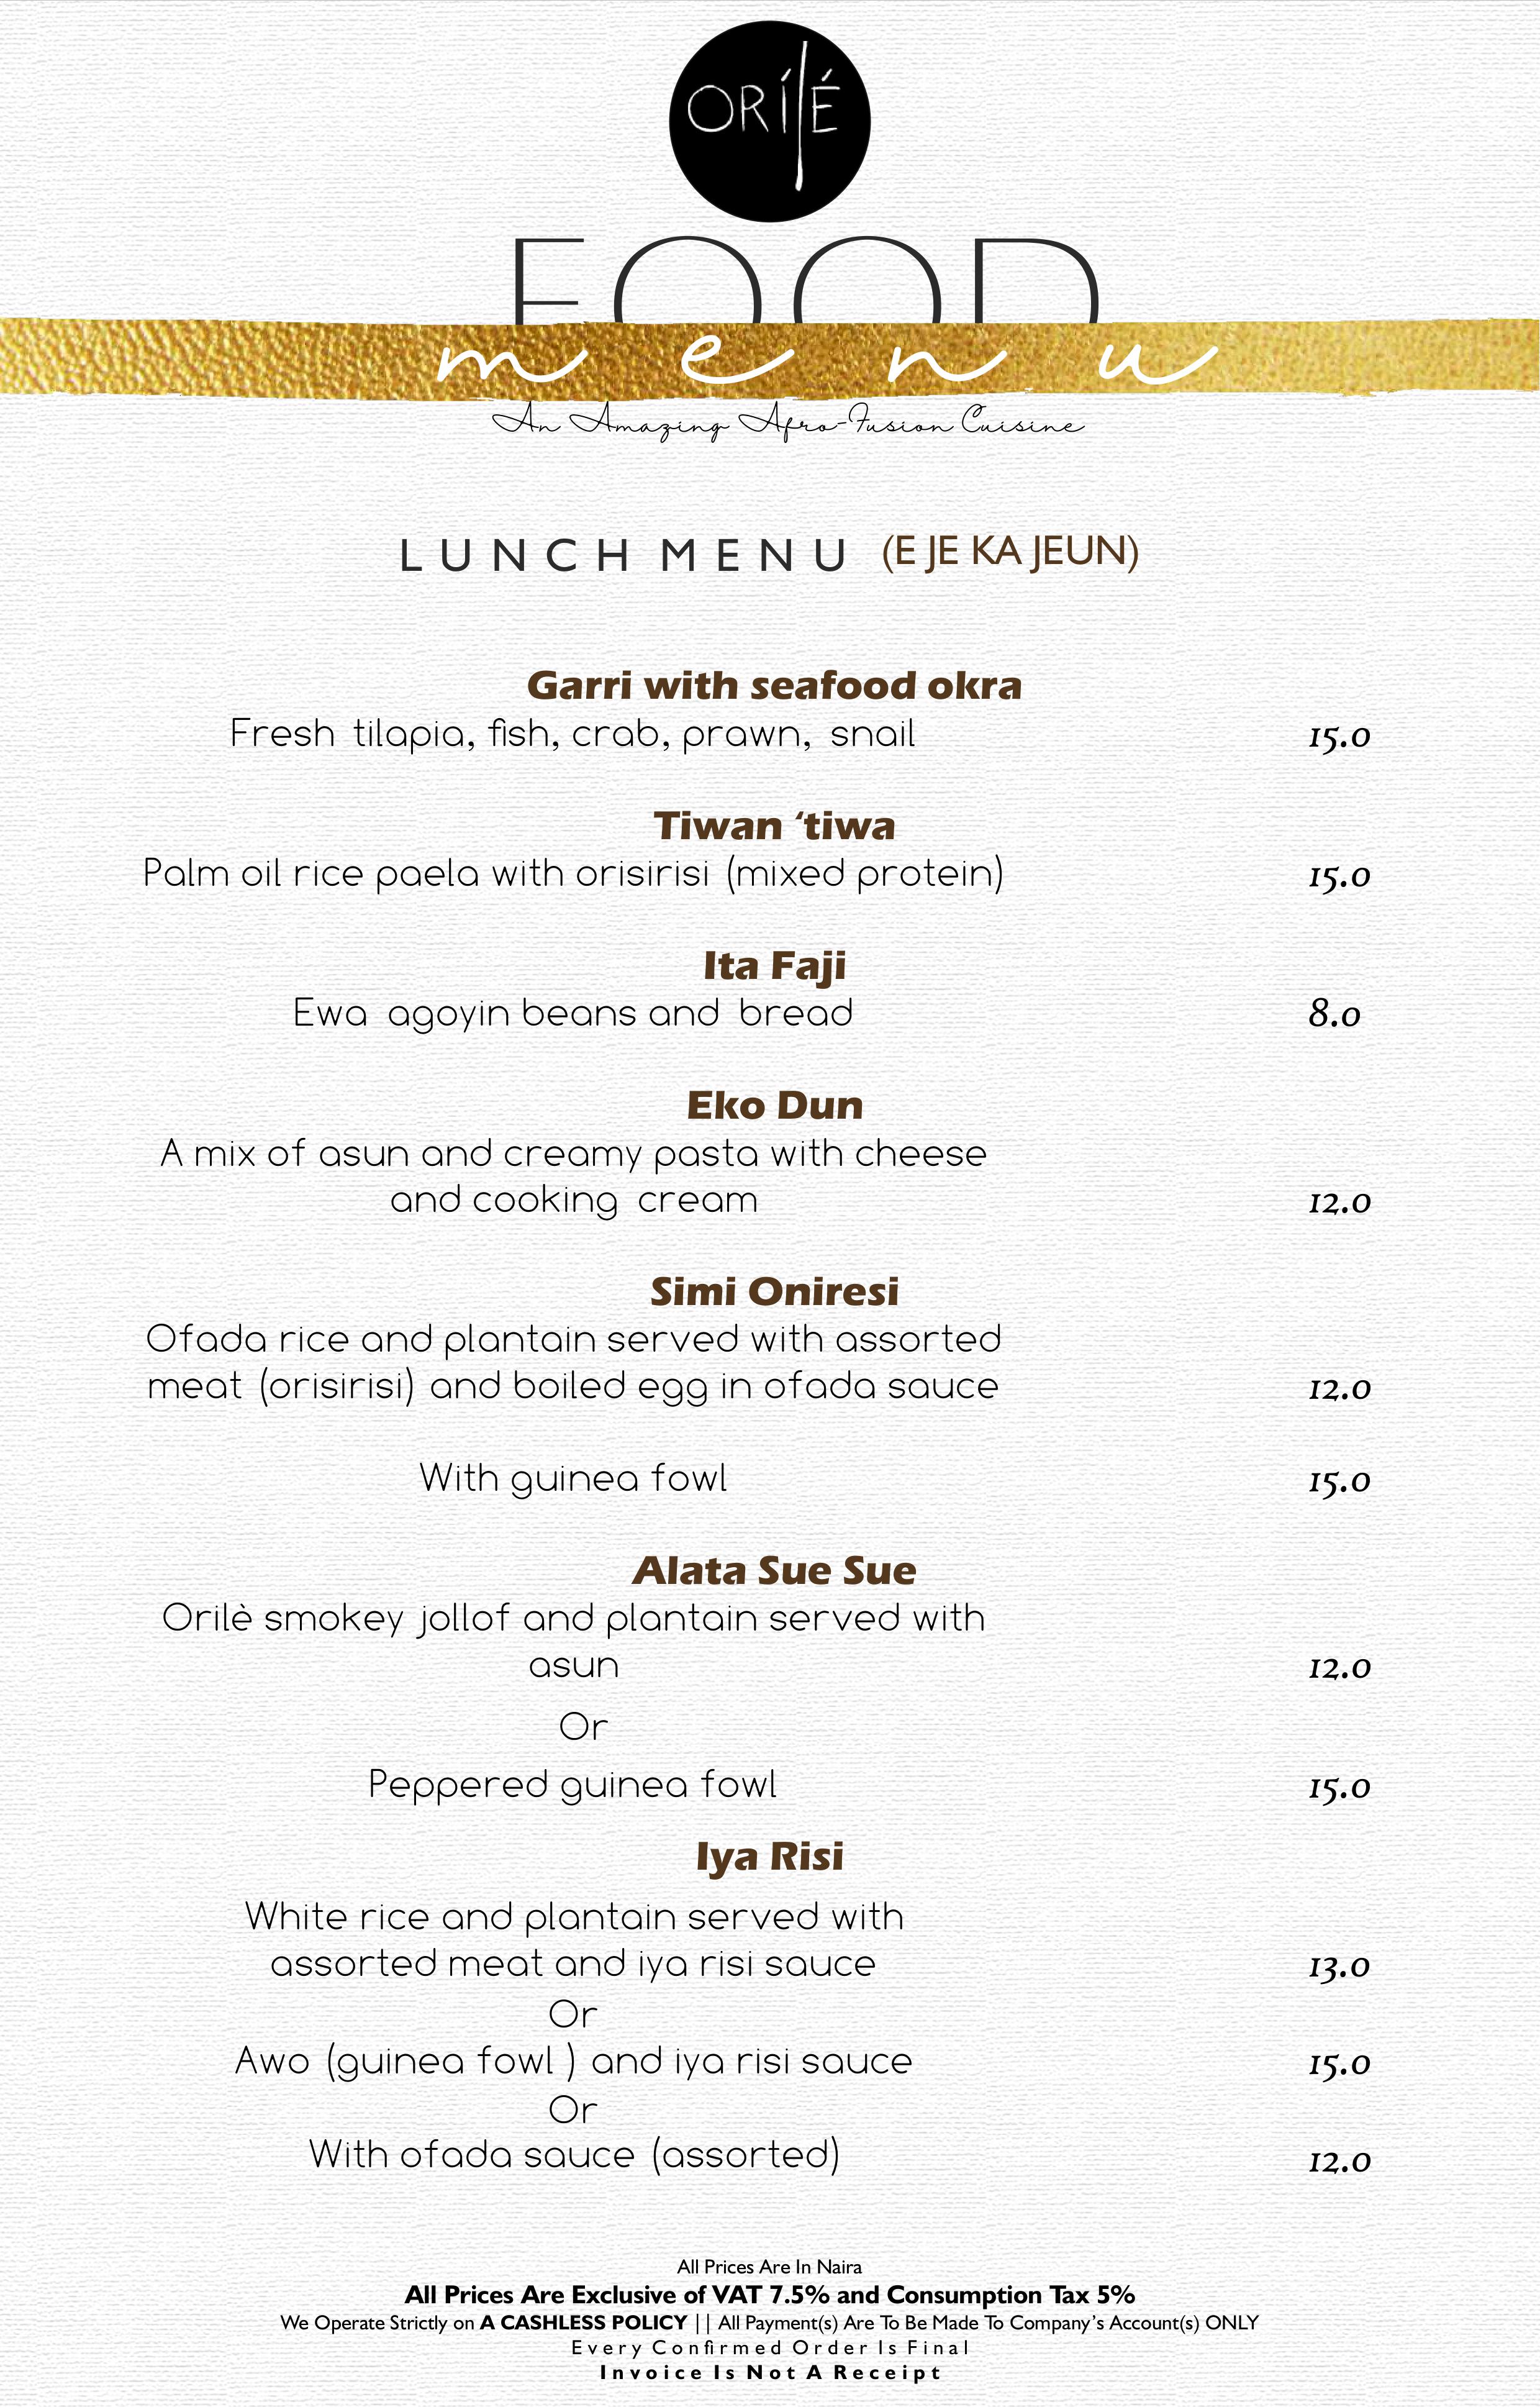 ORÍLÉ
FOOD
menu
An Amazing Afro-Fusion Cuisine
LUNCH MENU (E JE KA JEUN)
Garri with seafood okra
Fresh tilapia, fish, crab, prawn, snail 15.0
Tiwan ‘tiwa
Palm oil rice paela with orisirisi (mixed protein) 15.0
Ita Faji
Ewa agoyin beans and bread 8.0
Eko Dun
A mix of asun and creamy pasta with cheese
and cooking cream 12.0
Simi Oniresi
Ofada rice and plantain served with assorted
meat (orisirisi) and boiled egg in ofada sauce 12.0
With guinea fowl 15.0
Alata Sue Sue
Orilè smokey jollof and plantain served with
asun 12.0
Or
Peppered guinea fowl 15.0
Iya Risi
White rice and plantain served with
assorted meat and iya risi sauce 13.0
Or
Awo (guinea fowl ) and iya risi sauce 15.0
Or
With ofada sauce (assorted) 12.0
All Prices Are In Naira
All Prices Are Exclusive of VAT 7.5% and Consumption Tax 5%
We Operate Strictly on A CASHLESS POLICY || All Payment(s) Are To Be Made To Company’s Account(s) ONLY
Every Confirmed Order Is Final
Invoice Is Not A Receipt